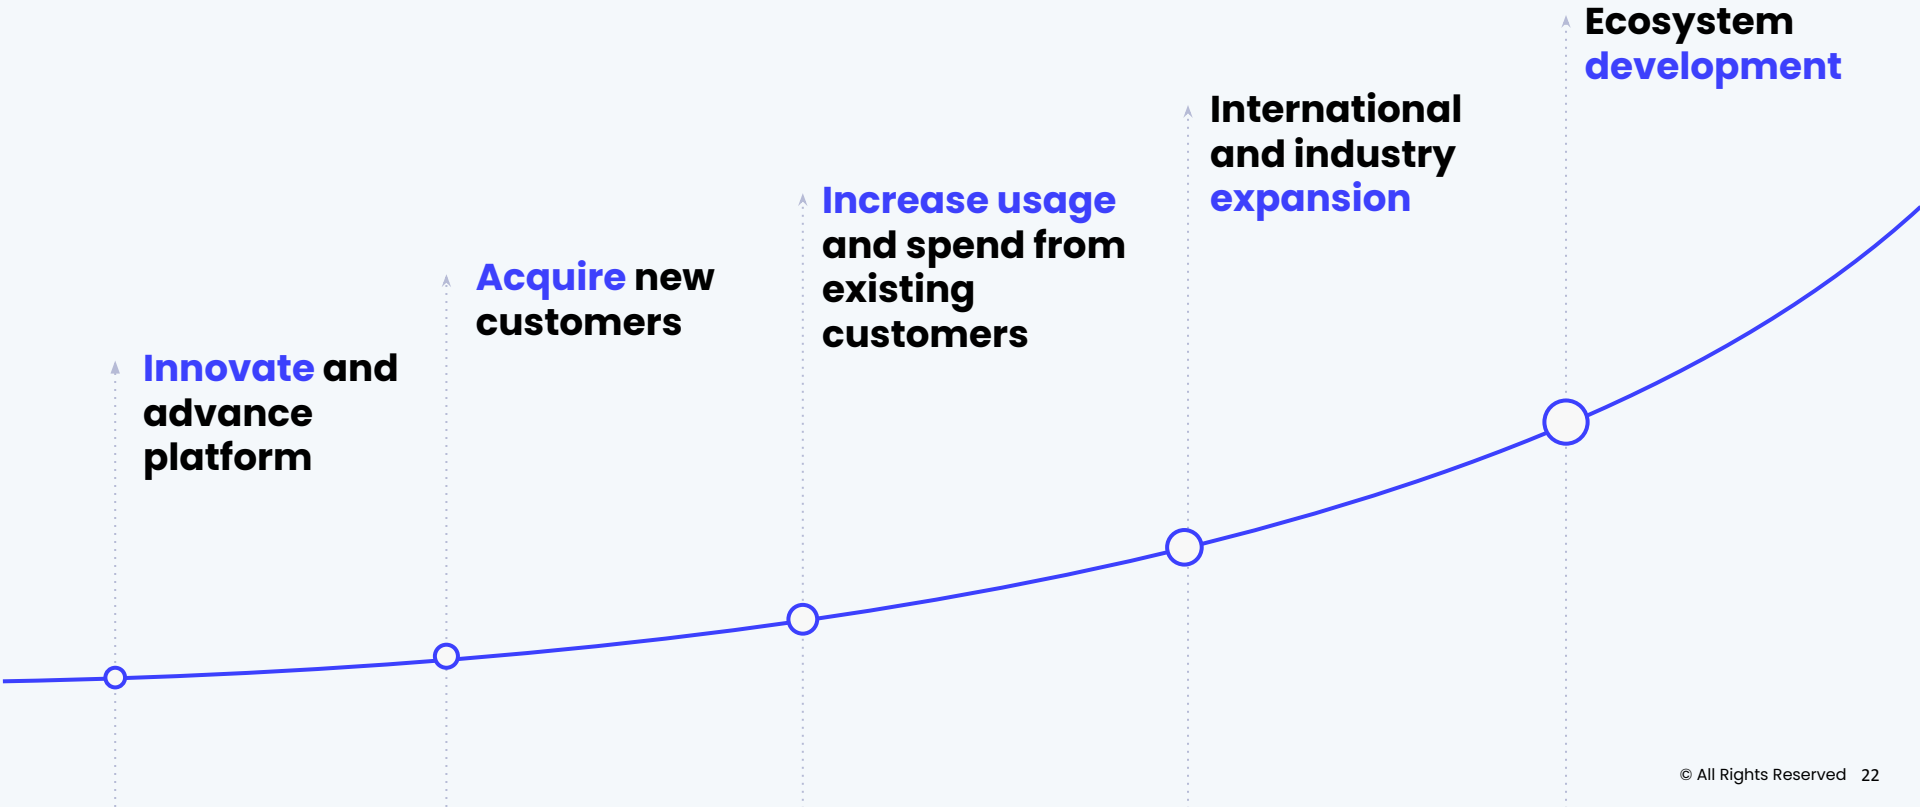 Innovate and
advance
platform
Acquire new
customers
Increase usage
and spend from
existing
customers
International
and industry
expansion
Ecosystem
development
© All Rights Reserved 22